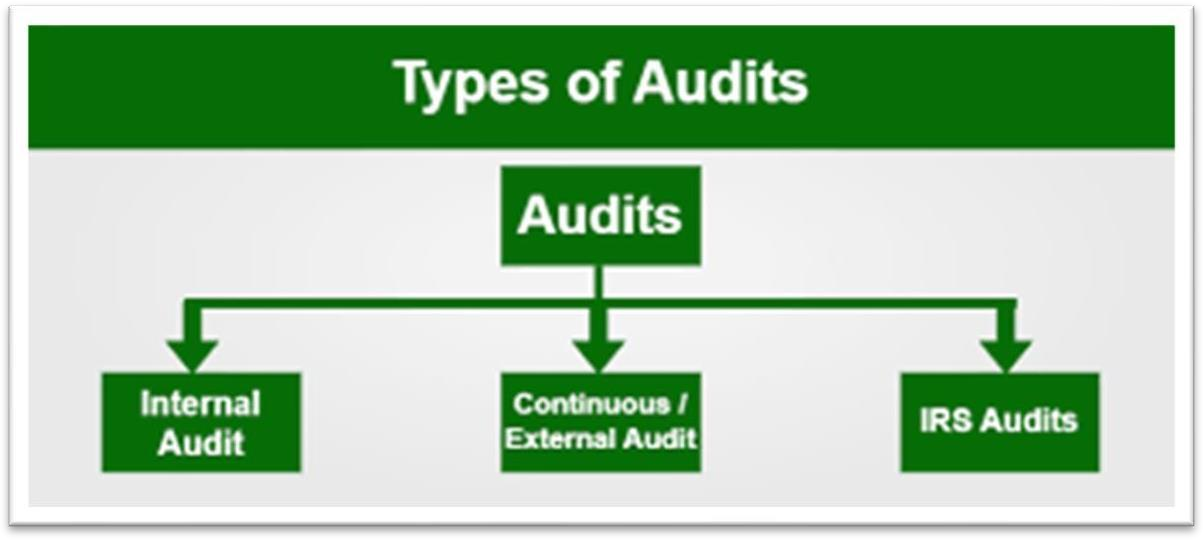 Types of Audits
Audits
Internal
Audit
Continuous /
External Audit
IRS Audits